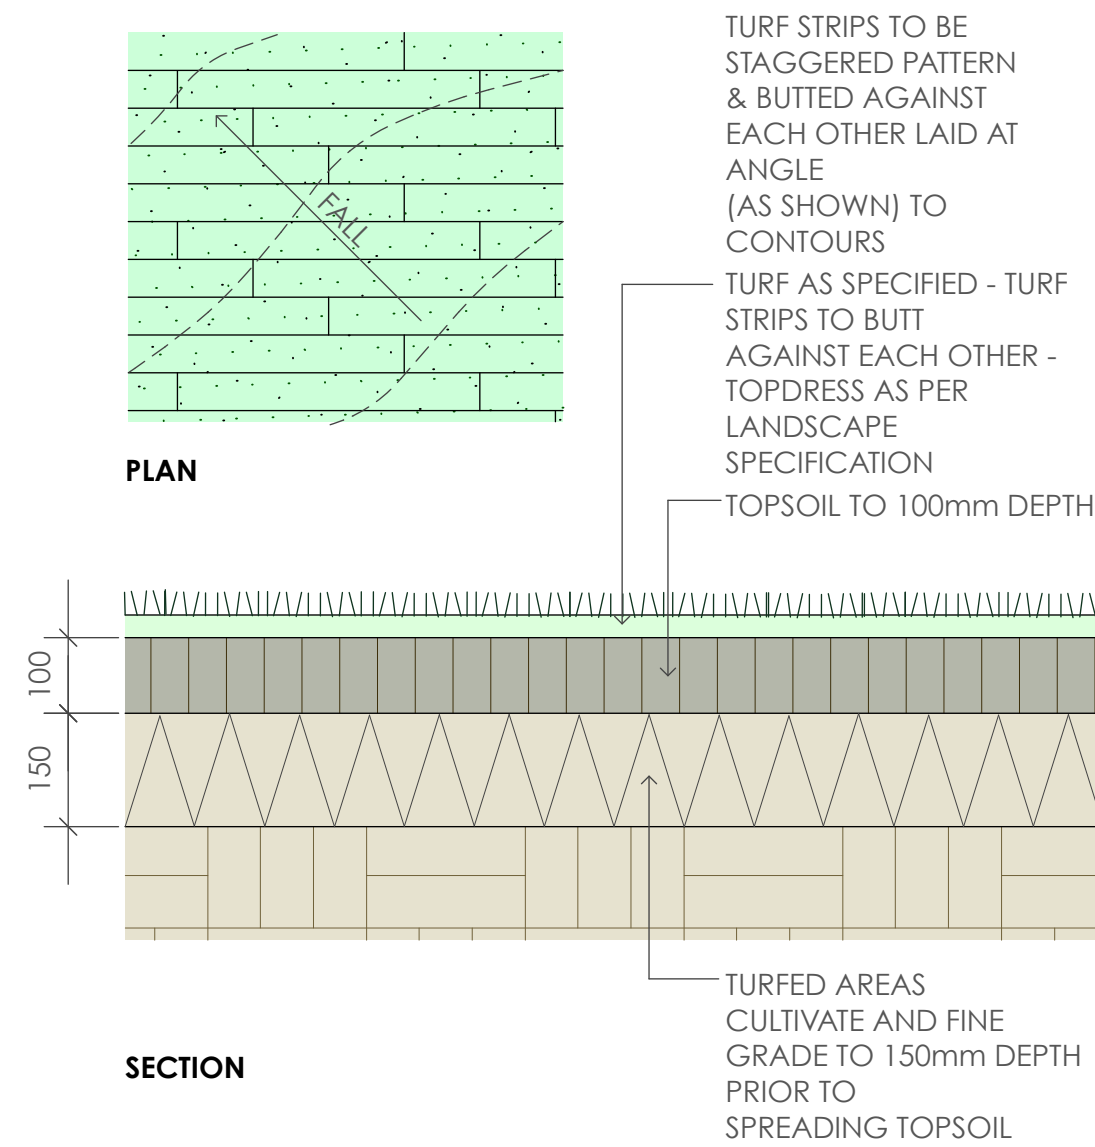 TURF STRIPS TO BE
STAGGERED PATTERN
& BUTTED AGAINST
EACH OTHER LAID AT
ANGLE
(AS SHOWN) TO
CONTOURS
FALL
TURF AS SPECIFIED - TURF
STRIPS TO BUTT
AGAINST EACH OTHER -
TOPDRESS AS PER
LANDSCAPE
SPECIFICATION
PLAN
TOPSOIL TO 100mm DEPTH
100
150
TURFED AREAS
CULTIVATE AND FINE
GRADE TO 150mm DEPTH
PRIOR TO
SPREADING TOPSOIL
SECTION